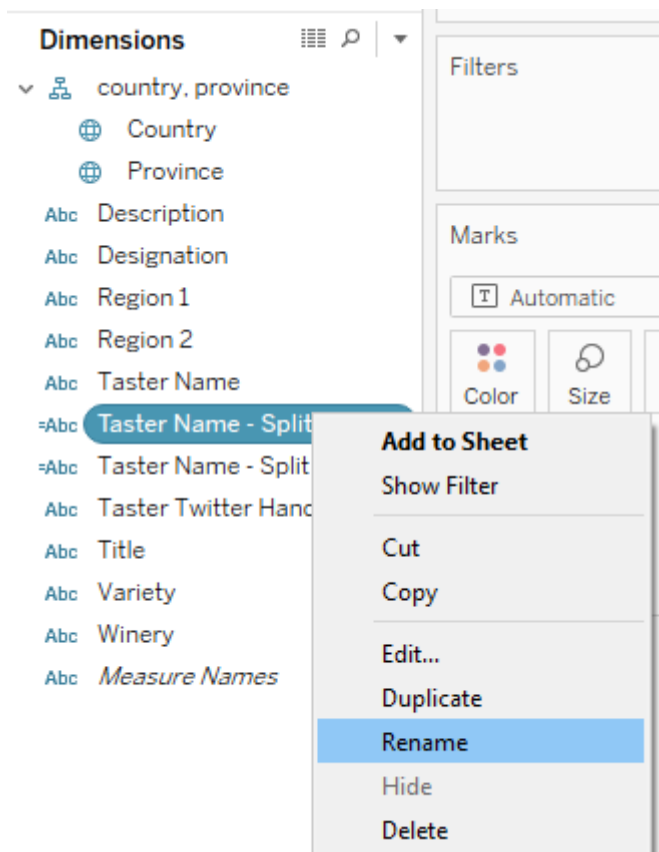 Dimensions
country, province
Country
Province
Abc Description
Abc Designation
Abc Region 1
Abc Region 2
Abc Taster Name
=Abc Taster Name - Split
=Abc Taster Name - Split
Abc Taster Twitter Hand
Abc Title
Abc Variety
Abc Winery
Abc Measure Names
Filters
Marks
T Automatic
Color
Size
Add to Sheet
Show Filter
Cut
Copy
Edit...
Duplicate
Rename
Hide
Delete